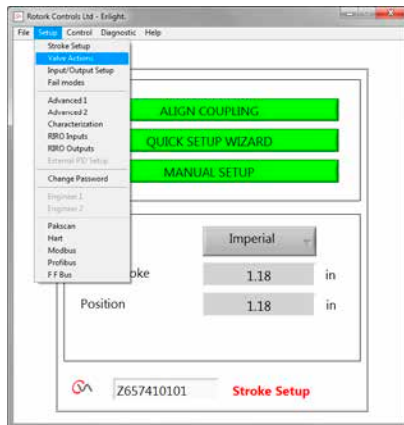 Rotork Controls Ltd - Enlight.
File Setup Control Diagnostic Help
Stroke Setup
Valve Actions
Input/Output Setup
Fail modes
Advanced 1
Advanced 2
Characterization
RIRO Inputs
RIRO Outputs
External PID Setup
Change Password
Engineer 1
Engineer 2
Pakscan
Hart
Modbus
Profibus
F F Bus
ALIGN COUPLING
QUICK SETUP WIZARD
MANUAL SETUP
Imperial
oke 1.18 in
Position 1.18 in
Z657410101 Stroke Setup